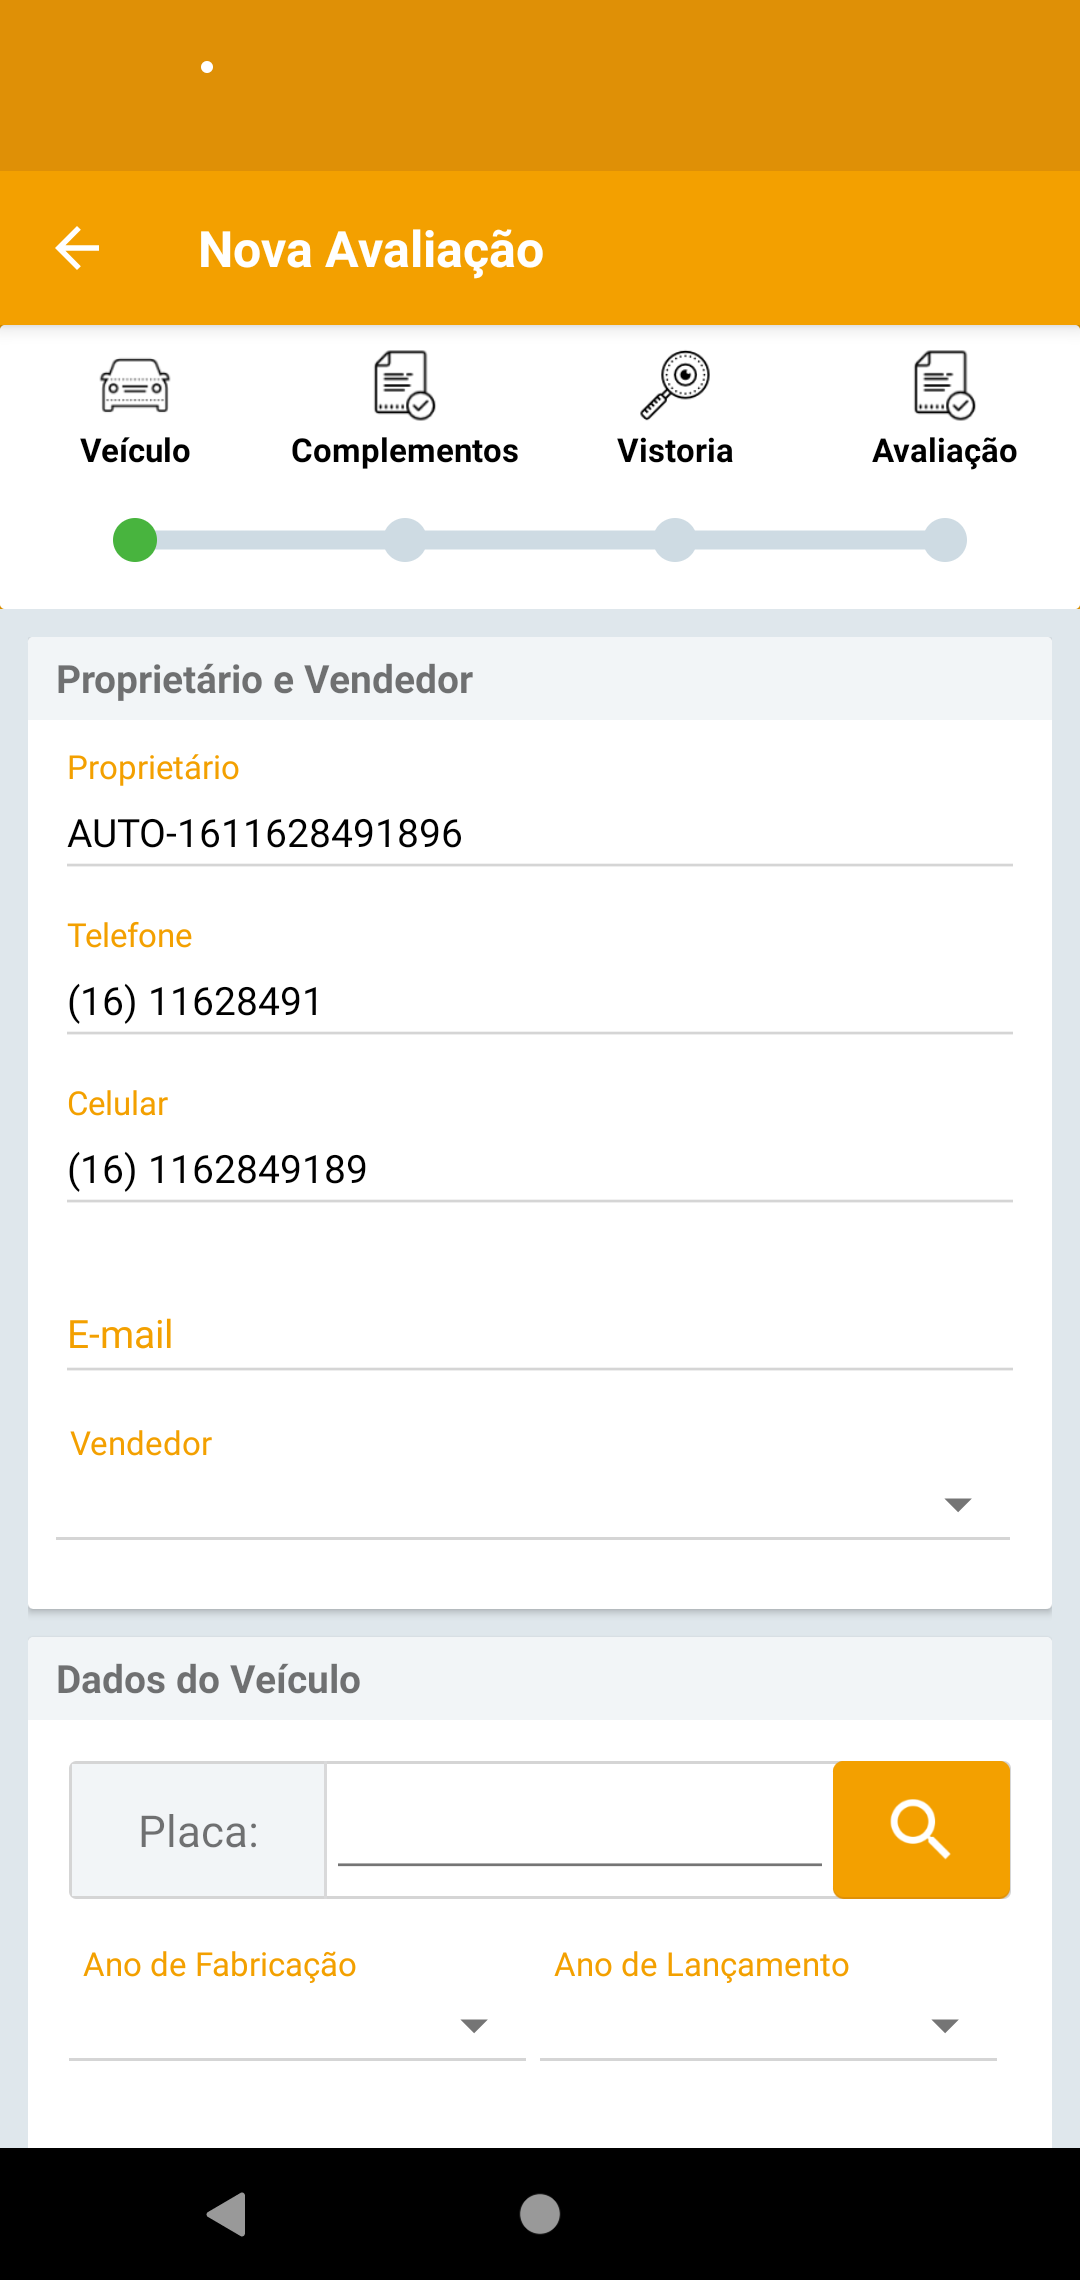 Nova Avaliação
Veículo Complementos Vistoria Avaliação
Proprietário e Vendedor
Proprietário
AUTO-1611628491896
Telefone
(16) 11628491
Celular
(16) 1162849189
E-mail
Vendedor
Dados do Veículo
Placa:
Ano de Fabricação Ano de Lançamento